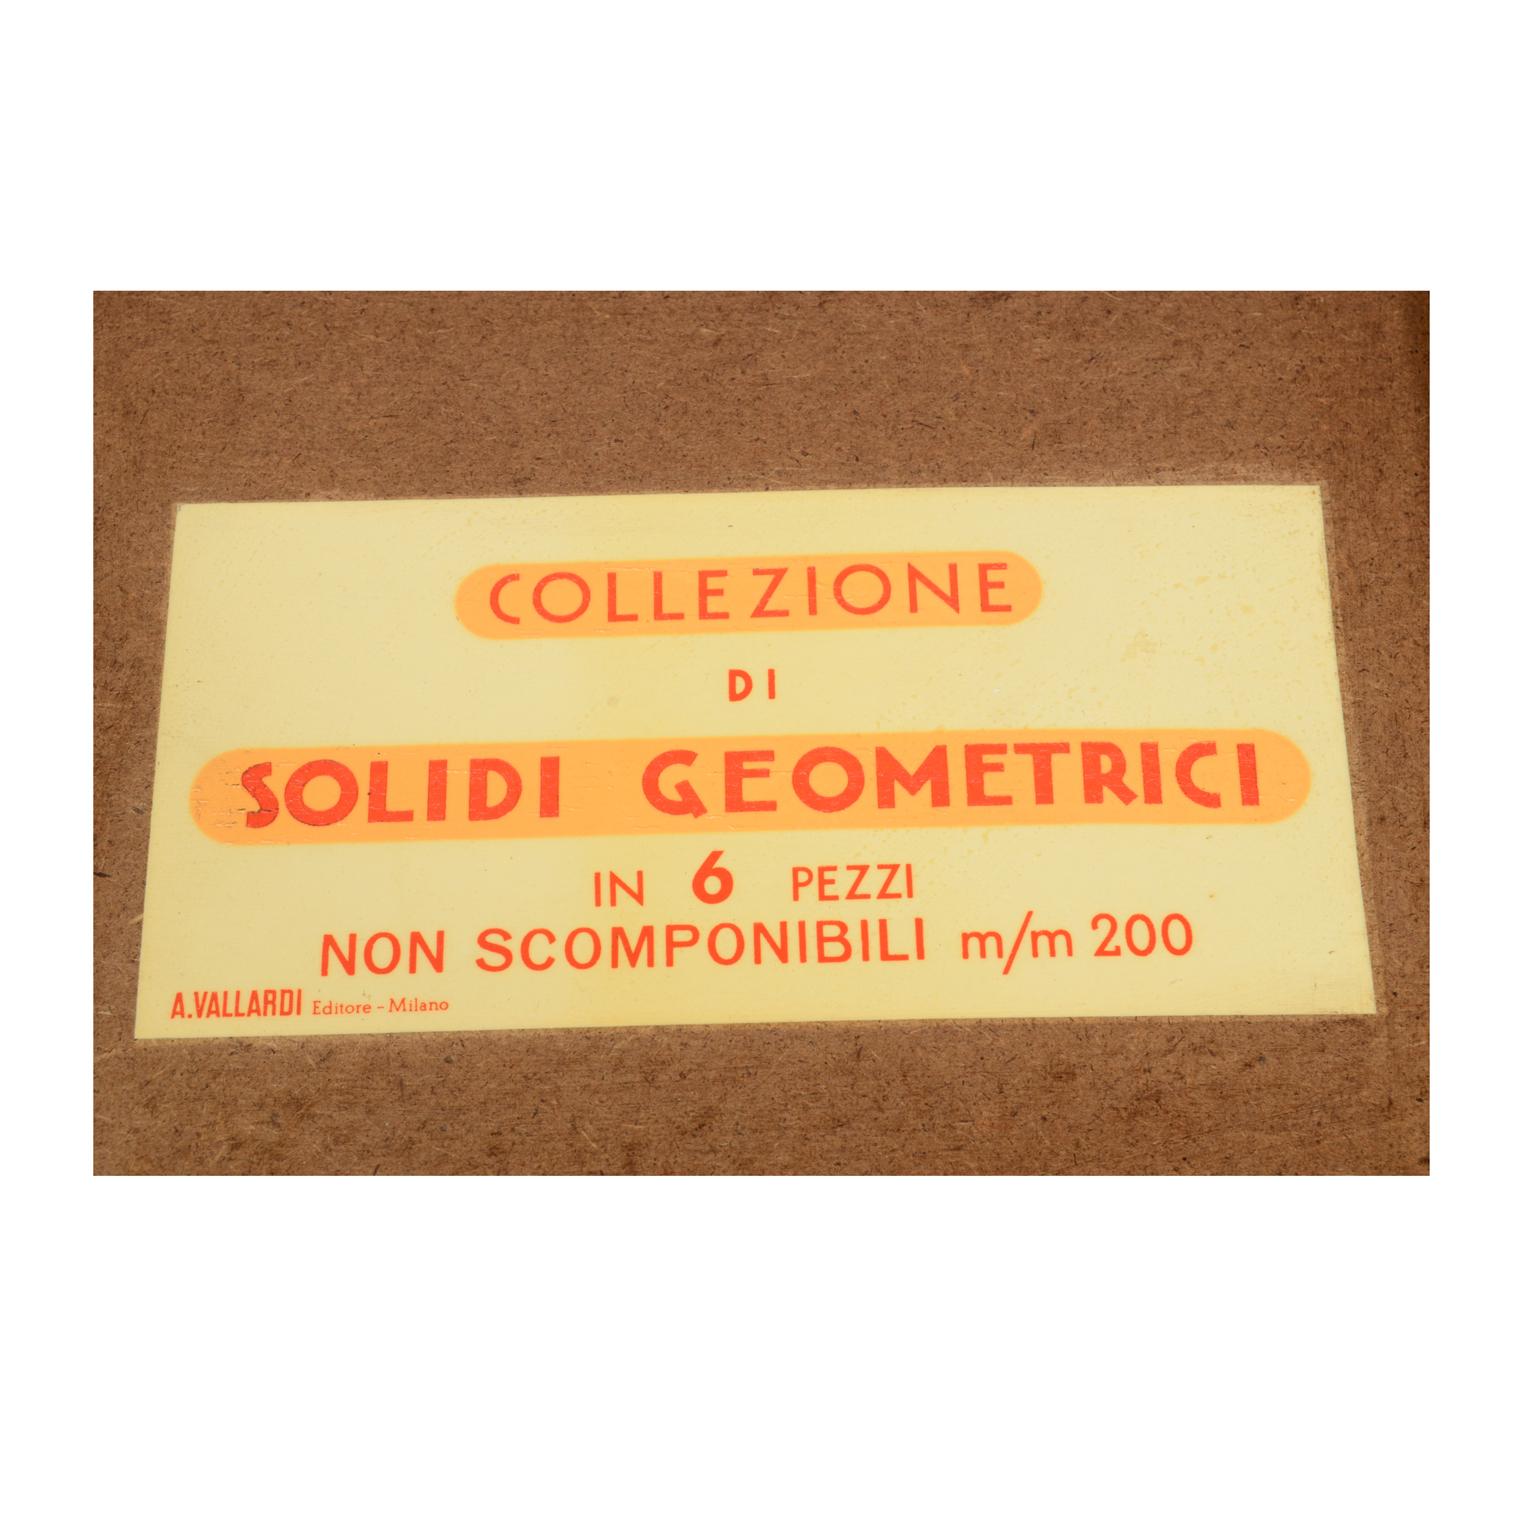 COLLEZIONE
DI
SOLIDI GEOMETRICI
IN 6 PEZZI
NON SCOMPONIBILI m/m 200
A.VALLARDI Editore - Milano